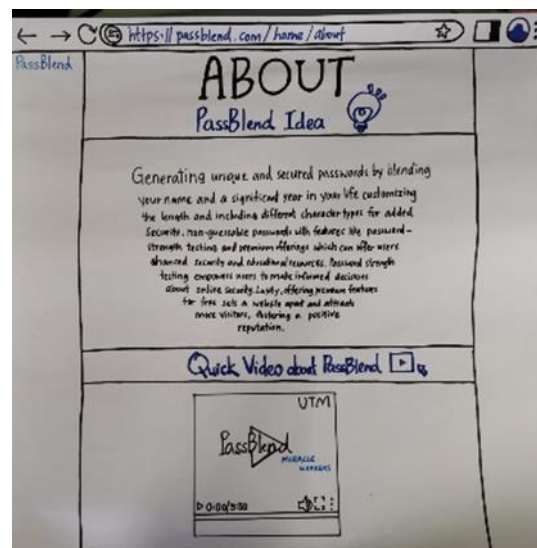 https://passblend.com/home/about
PassBlend
ABOUT
PassBlend Idea
Generating unique and secured passwords by blending
your name and a significant year in your life customizing
the length and including different character types for added
Security, non-guessable passwords with features like password-
strength testing and premium offerings which can offer users
security and educational resources. Password strength
testing empowers users to make informed decisions
about online security. Lastly, offering premium features
for free sets a website apart and attracts
more visitors, fostering a positive
reputation.
Quick Video about PassBlend
UTM
PassBlend
MIRACLE
WORKERS
0:00/5:30